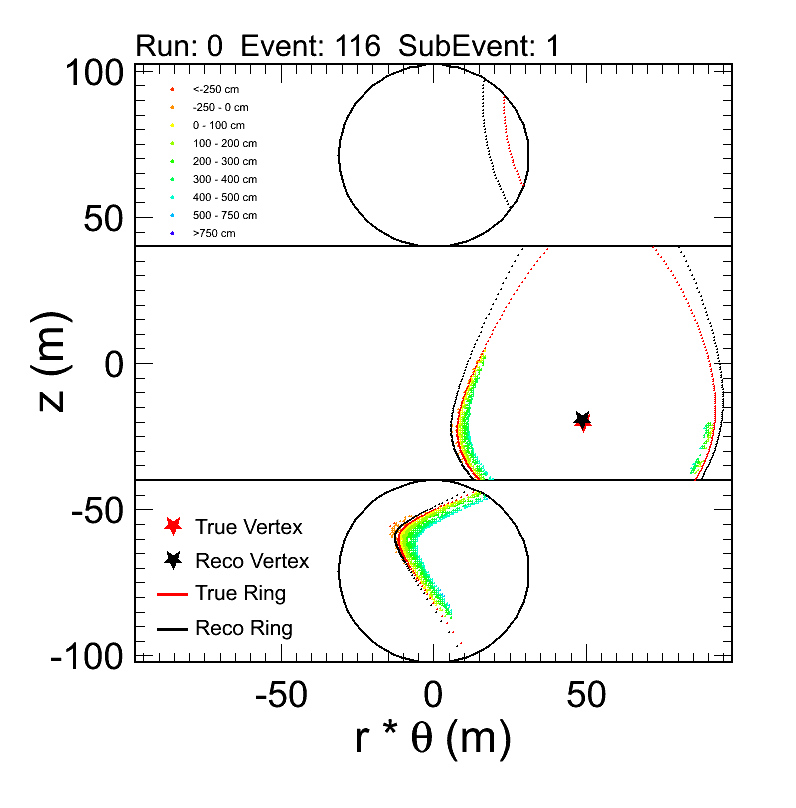 Run: 0  Event: 116  SubEvent: 1
100
<-250 cm
-250 - 0 cm
0 - 100 cm
100 - 200 cm
200 - 300 cm
300 - 400 cm
400 - 500 cm
500 - 750 cm
>750 cm
50
0
z (m)
-50
True Vertex
Reco Vertex
True Ring
Reco Ring
-100
-50 0 50
r * θ (m)